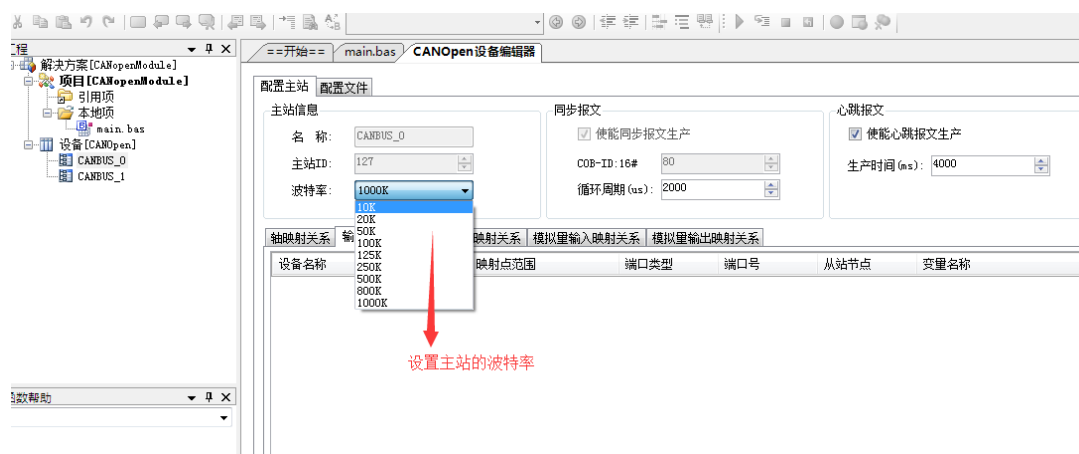 ==开始==
main.bas
CANOpen设备编辑器
解决方案[CANopenModule]
项目[CANopenModule]
引用项
本地项
main.bas
设备[CANOpen]
CANBUS_0
CANBUS_1
配置主站
配置文件
主站信息
名 称:
CANBUS_0
主站ID:
127
波特率:
1000K
10K
20K
50K
100K
125K
250K
500K
800K
1000K
同步报文
使能同步报文生产
COB-ID:16#
80
循环周期(us):
2000
心跳报文
使能心跳报文生产
生产时间(ms):
4000
轴映射关系
输
映射关系
模拟量输入映射关系
模拟量输出映射关系
设备名称
映射点范围
端口类型
端口号
从站节点
变量名称
设置主站的波特率
数帮助